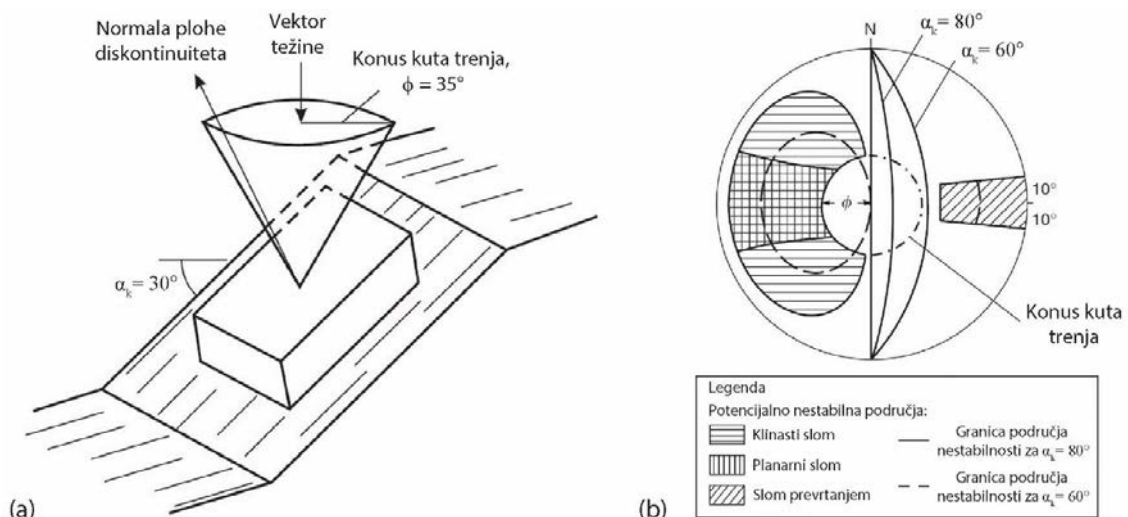 Normala plohe
diskontinuiteta
Vektor
težine
Konus kuta trenja,
ϕ = 35°
αk = 30°
(a)
N
αk = 80°
αk = 60°
ϕ
10°
10°
Konus kuta
trenja
Legenda
Potencijalno nestabilna područja:
Klinasti slom
Planarni slom
Slom prevrtanjem
Granica područja
nestabilnosti za αk = 80°
Granica područja
nestabilnosti za αk = 60°
(b)